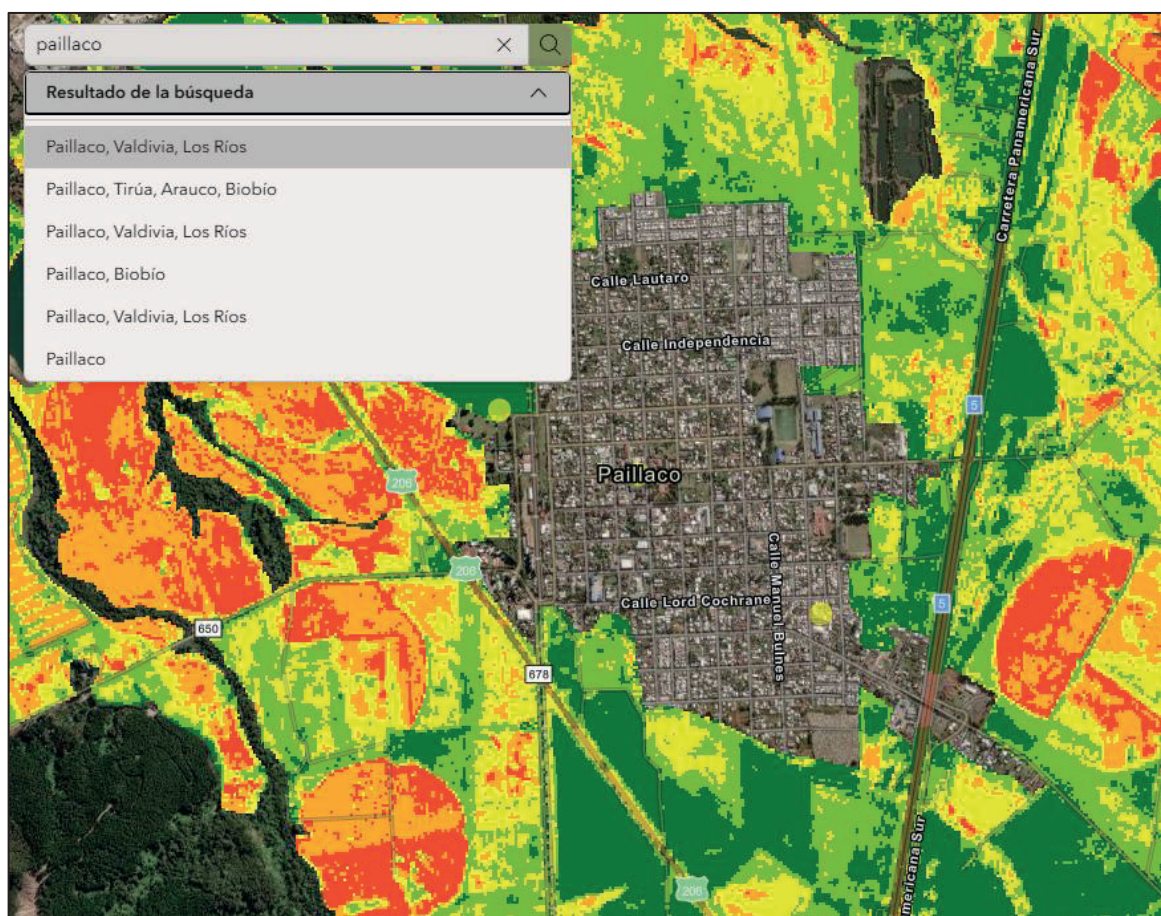 paillaco
Resultado de la búsqueda
Paillaco, Valdivia, Los Ríos
Paillaco, Tirúa, Arauco, Biobío
Paillaco, Valdivia, Los Ríos
Paillaco, Biobío
Paillaco, Valdivia, Los Ríos
Paillaco
Carretera Panamericana Sur
Calle Lautaro
Calle Independencia
5
Paillaco
206
206
Calle Manuel Bulnes
Calle Lord Cochrane
5
650
678
americana Sur
206